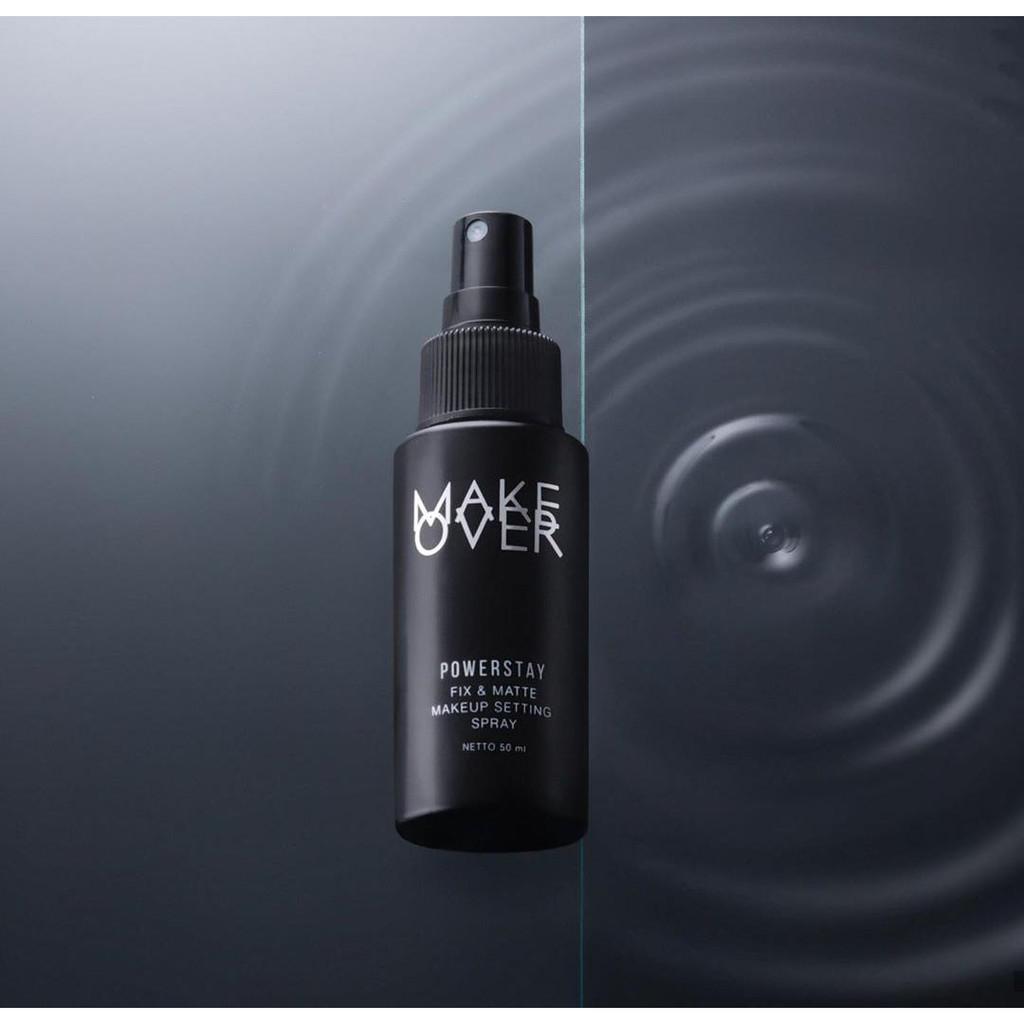 MAKE
OVER
POWERSTAY
FIX & MATTE
MAKEUP SETTING
SPRAY
NETTO 50 ml